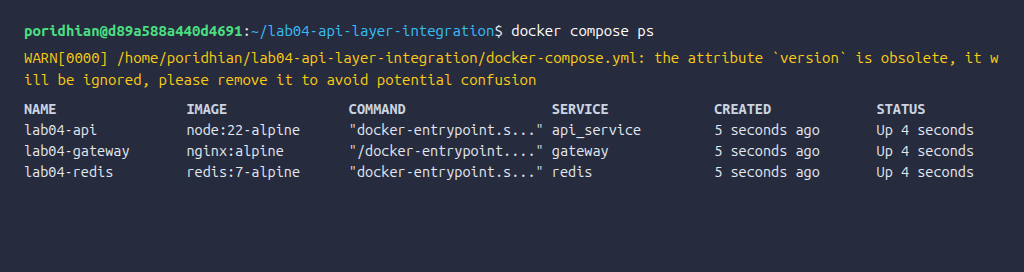 poridhian@d89a588a440d4691:~/lab04-api-layer-integration$ docker compose ps
WARN[0000] /home/poridhian/lab04-api-layer-integration/docker-compose.yml: the attribute `version` is obsolete, it w
ill be ignored, please remove it to avoid potential confusion
NAME IMAGE COMMAND SERVICE CREATED STATUS
lab04-api node:22-alpine "docker-entrypoint.s..." api_service 5 seconds ago Up 4 seconds
lab04-gateway nginx:alpine "/docker-entrypoint...." gateway 5 seconds ago Up 4 seconds
lab04-redis redis:7-alpine "docker-entrypoint.s..." redis 5 seconds ago Up 4 seconds